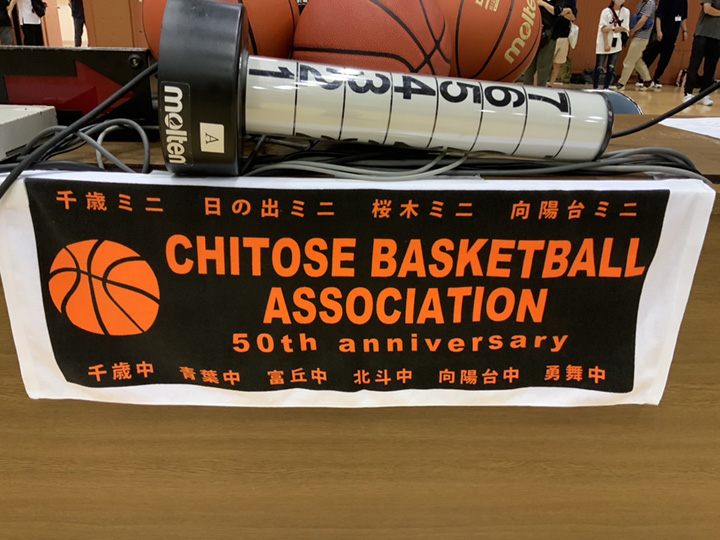 molten
molten
A
1 2 3 4 5 6 7
千歳ミニ 日の出ミニ 桜木ミニ 向陽台ミニ
CHITOSE BASKETBALL
ASSOCIATION
50th anniversary
千歳中 青葉中 富丘中 北斗中 向陽台中 勇舞中